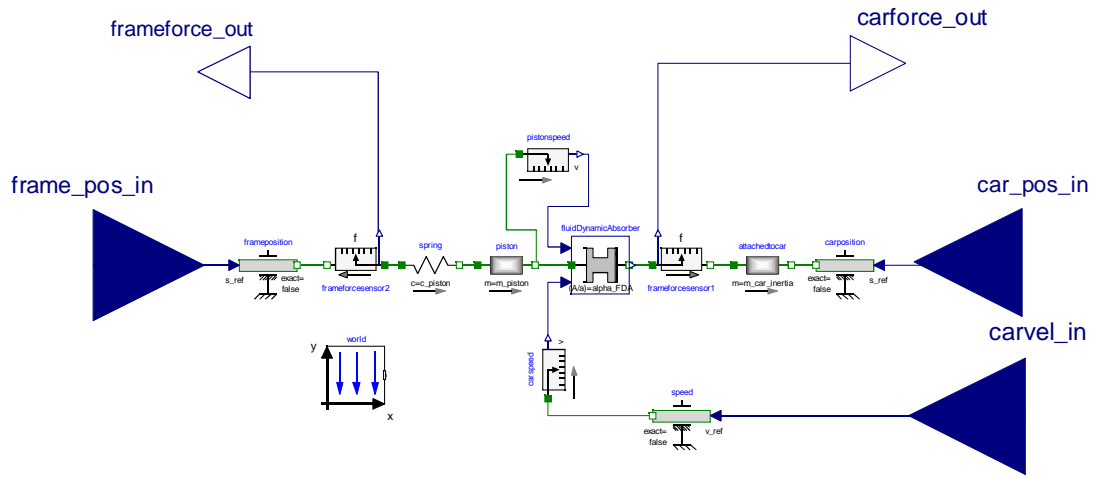 frameforce_out
carforce_out
pistonspeed
v
frame_pos_in
car_pos_in
frameposition
f
spring
piston
fluidDynamicAbsorber
f
attachedtocar
carposition
s_ref
exact=
false
frameforcesensor2
c=c_piston
m=m_piston
(A/a)=alpha_FDA
frameforcesensor1
m=m_car_inertia
exact=
false
s_ref
carvel_in
world
y
x
carspeed
v
speed
exact=
false
v_ref